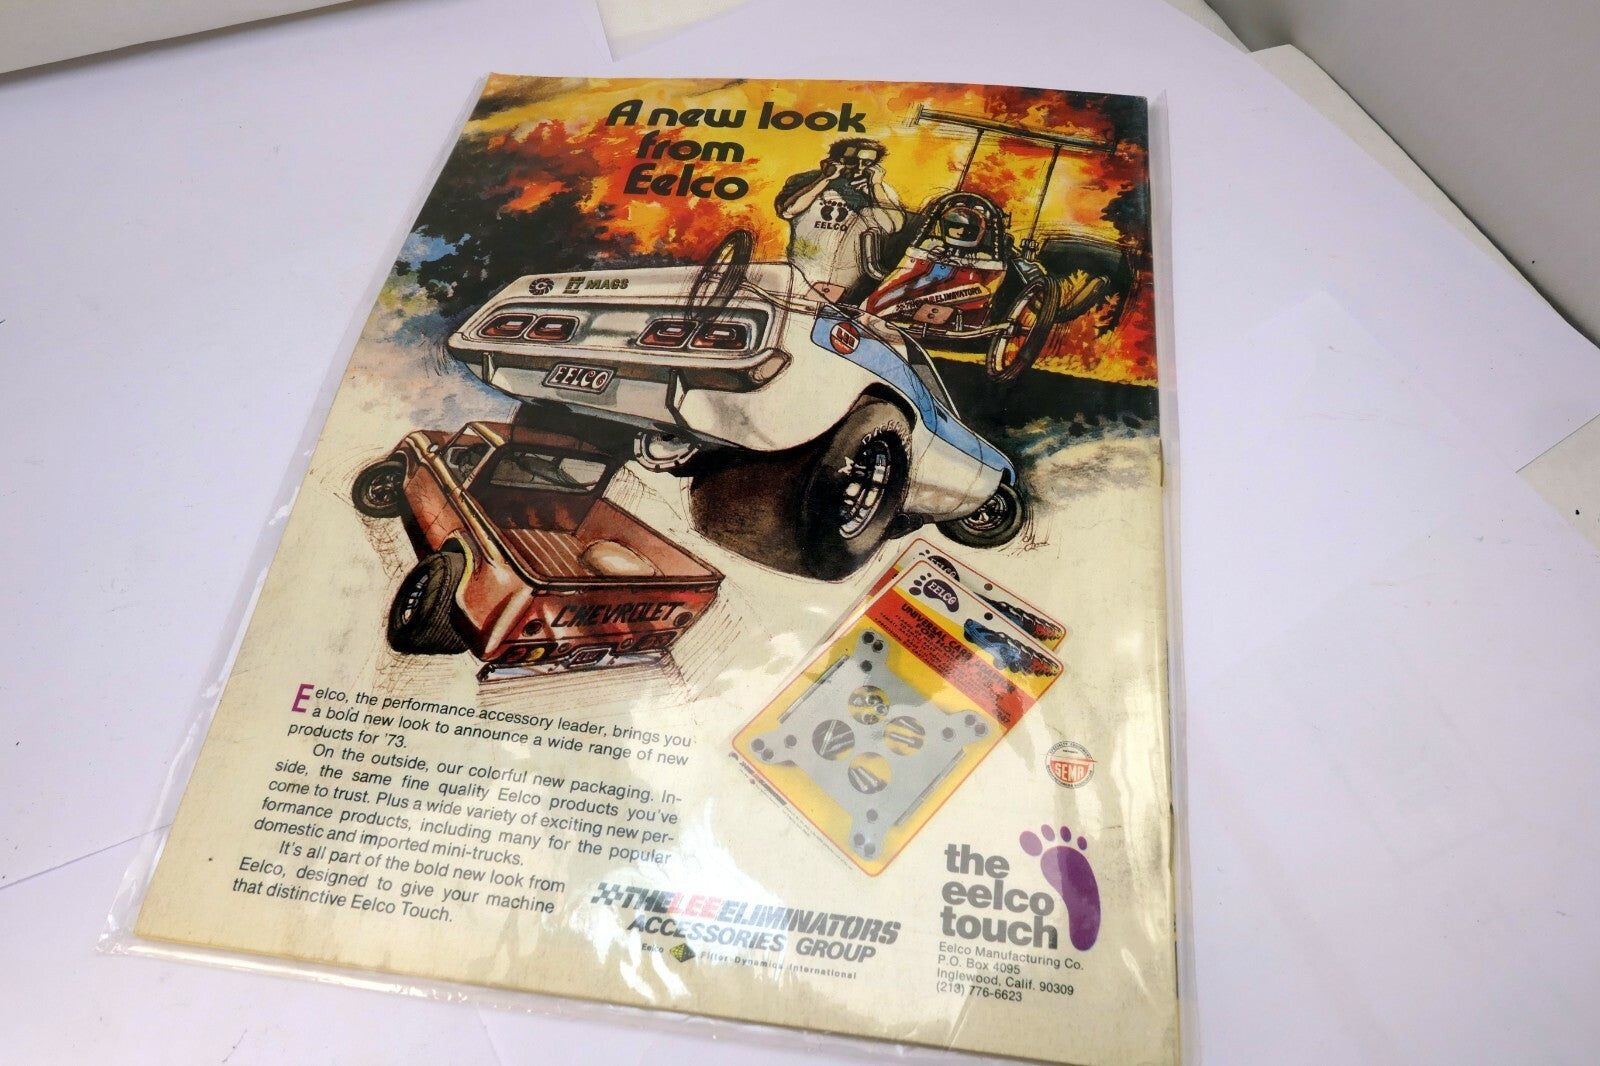 A new look
from
Eelco
EELCO
ET MAGS
THE LEE ELIMINATORS
EELCO
CHEVROLET
EELCO
UNIVERSAL CARB ADAPTER
Eelco, the performance accessory leader, brings you
a bold new look to announce a wide range of new
products for '73.
On the outside, our colorful new packaging. In-
side, the same fine quality Eelco products you've
come to trust. Plus a wide variety of exciting new per-
formance products, including many for the popular
domestic and imported mini-trucks.
It's all part of the bold new look from
Eelco, designed to give your machine
that distinctive Eelco Touch.
THE LEE ELIMINATORS
ACCESSORIES GROUP
Eelco Filter Dynamics International
SEMA
the
eelco
touch
Eelco Manufacturing Co.
P.O. Box 4095
Inglewood, Calif. 90309
(213) 776-6623